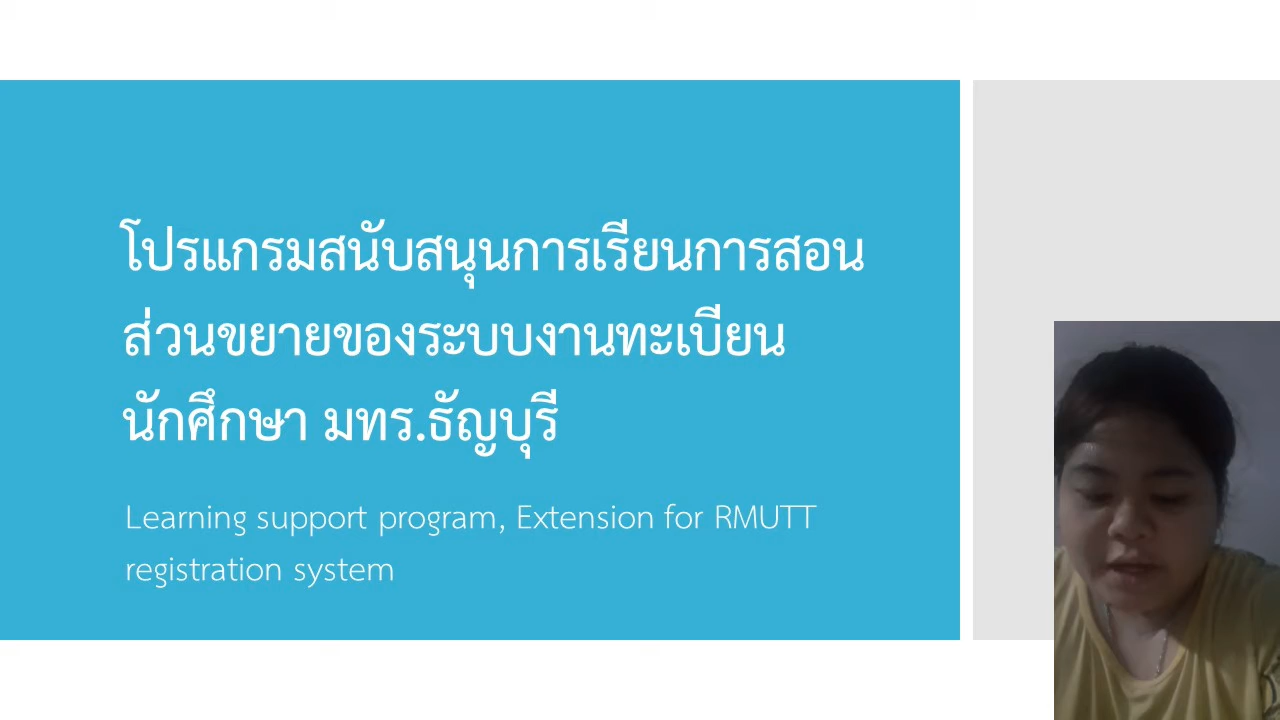 โปรแกรมสนับสนุนการเรียนการสอน
ส่วนขยายของระบบงานทะเบียน
นักศึกษา มทร.ธัญบุรี
Learning support program, Extension for RMUTT
registration system